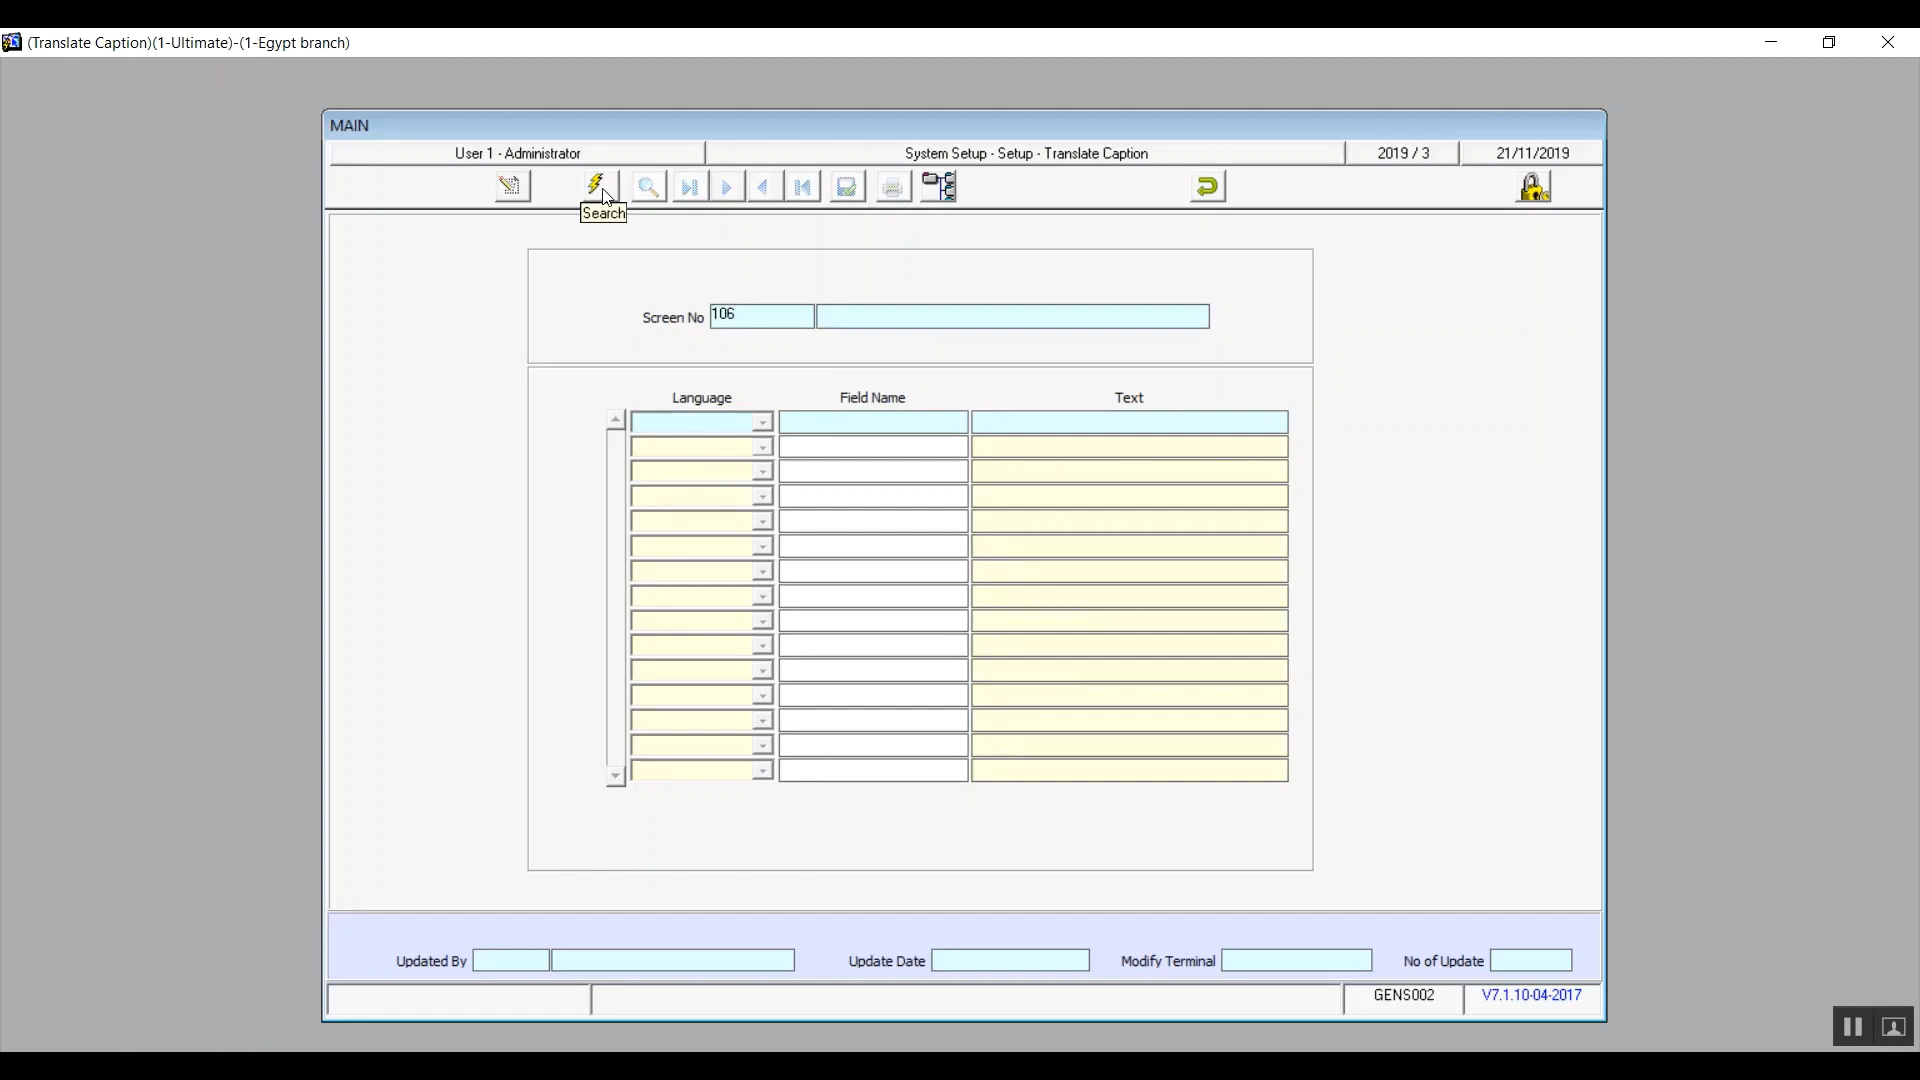 (Translate Caption)(1-Ultimate)-(1-Egypt branch)
MAIN
User 1 - Administrator
System Setup - Setup - Translate Caption
2019 / 3
21/11/2019
Search
Screen No 106
Language Field Name Text
Updated By Update Date Modify Terminal No of Update
GENS002 V7.1.10-04-2017